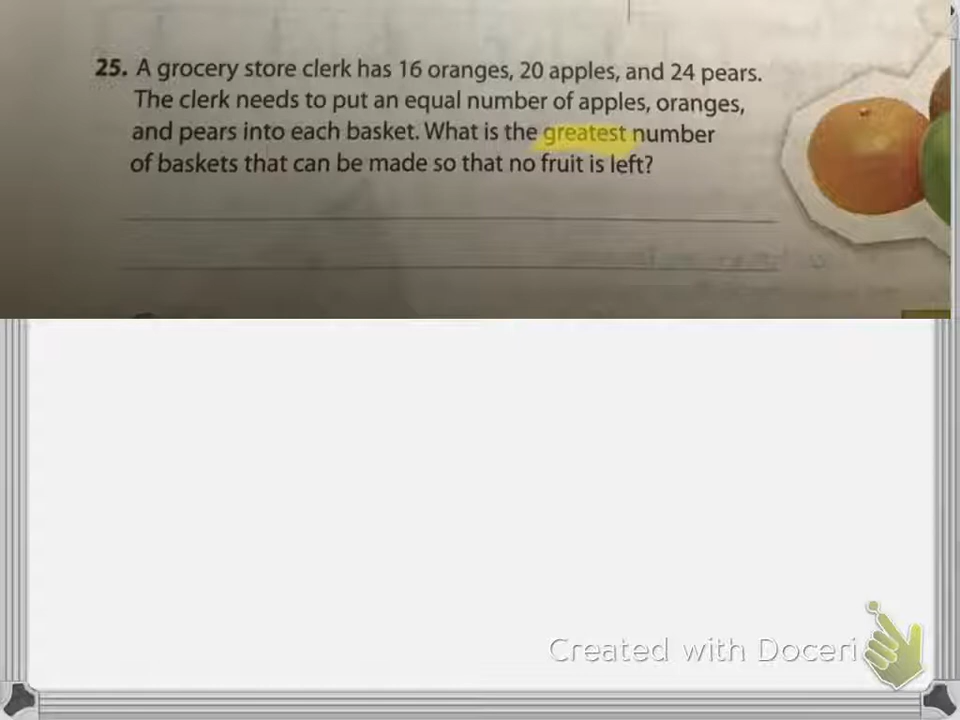 25. A grocery store clerk has 16 oranges, 20 apples, and 24 pears.
The clerk needs to put an equal number of apples, oranges,
and pears into each basket. What is the greatest number
of baskets that can be made so that no fruit is left?
Created with Doceri